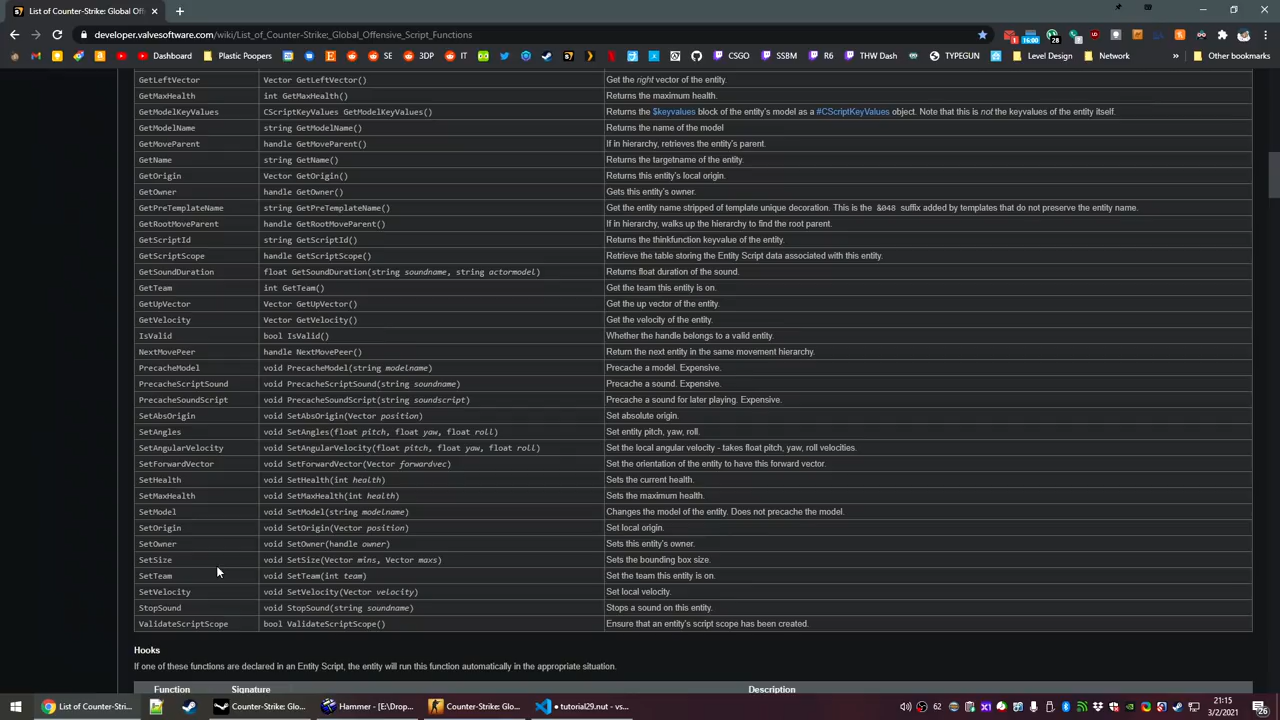 List of Counter-Strike: Global Off
developer.valvesoftware.com/wiki/List_of_Counter-Strike:_Global_Offensive_Script_Functions
Dashboard Plastic Poopers SEO 3DP IT CSGO SSBM R6 THW Dash TYPEGUN Level Design Network » Other bookmarks
GetLeftVector Vector GetLeftVector() Get the right vector of the entity.
GetMaxHealth int GetMaxHealth() Returns the maximum health.
GetModelKeyValues CScriptKeyValues GetModelKeyValues() Returns the $keyvalues block of the entity's model as a #CScriptKeyValues object. Note that this is not the keyvalues of the entity itself.
GetModelName string GetModelName() Returns the name of the model
GetMoveParent handle GetMoveParent() If in hierarchy, retrieves the entity's parent.
GetName string GetName() Returns the targetname of the entity.
GetOrigin Vector GetOrigin() Returns this entity's local origin.
GetOwner handle GetOwner() Gets this entity's owner.
GetPreTemplateName string GetPreTemplateName() Get the entity name stripped of template unique decoration. This is the &048 suffix added by templates that do not preserve the entity name.
GetRootMoveParent handle GetRootMoveParent() If in hierarchy, walks up the hierarchy to find the root parent.
GetScriptId string GetScriptId() Returns the thinkfunction keyvalue of the entity.
GetScriptScope handle GetScriptScope() Retrieve the table storing the Entity Script data associated with this entity.
GetSoundDuration float GetSoundDuration(string soundname, string actormodel) Returns float duration of the sound.
GetTeam int GetTeam() Get the team this entity is on.
GetUpVector Vector GetUpVector() Get the up vector of the entity.
GetVelocity Vector GetVelocity() Get the velocity of the entity.
IsValid bool IsValid() Whether the handle belongs to a valid entity.
NextMovePeer handle NextMovePeer() Return the next entity in the same movement hierarchy.
PrecacheModel void PrecacheModel(string modelname) Precache a model. Expensive.
PrecacheScriptSound void PrecacheScriptSound(string soundname) Precache a sound. Expensive.
PrecacheSoundScript void PrecacheSoundScript(string soundscript) Precache a sound for later playing. Expensive.
SetAbsOrigin void SetAbsOrigin(Vector position) Set absolute origin.
SetAngles void SetAngles(float pitch, float yaw, float roll) Set entity pitch, yaw, roll.
SetAngularVelocity void SetAngularVelocity(float pitch, float yaw, float roll) Set the local angular velocity - takes float pitch, yaw, roll velocities.
SetForwardVector void SetForwardVector(Vector forwardvec) Set the orientation of the entity to have this forward vector.
SetHealth void SetHealth(int health) Sets the current health.
SetMaxHealth void SetMaxHealth(int health) Sets the maximum health.
SetModel void SetModel(string modelname) Changes the model of the entity. Does not precache the model.
SetOrigin void SetOrigin(Vector position) Set local origin.
SetOwner void SetOwner(handle owner) Sets this entity's owner.
SetSize void SetSize(Vector mins, Vector maxs) Sets the bounding box size.
SetTeam void SetTeam(int team) Set the team this entity is on.
SetVelocity void SetVelocity(Vector velocity) Set local velocity.
StopSound void StopSound(string soundname) Stops a sound on this entity.
ValidateScriptScope bool ValidateScriptScope() Ensure that an entity's script scope has been created.
Hooks
If one of these functions are declared in an Entity Script, the entity will run this function automatically in the appropriate situation.
Function Signature Description
List of Counter-Stri... Counter-Strike: Glo... Hammer - [E:\Drop... Counter-Strike: Glo... ● tutorial29.nut - vs...
62
21:15
3/2/2021